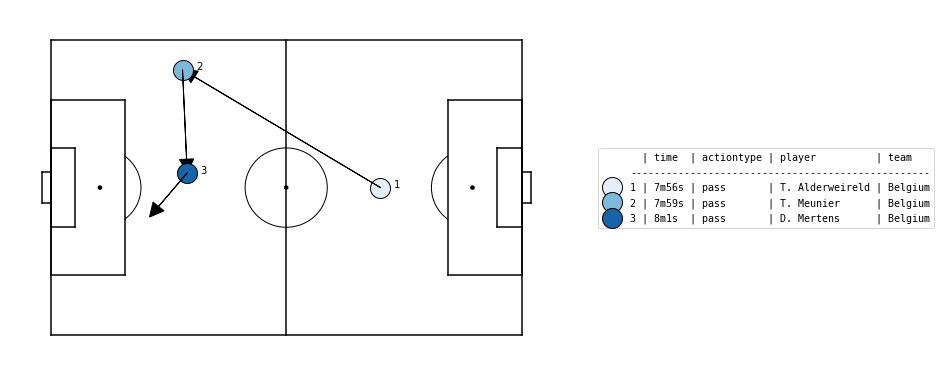 2
3
1
| time | actiontype | player | team
--------------------------------------------------
1 | 7m56s | pass | T. Alderweireld | Belgium
2 | 7m59s | pass | T. Meunier | Belgium
3 | 8m1s | pass | D. Mertens | Belgium